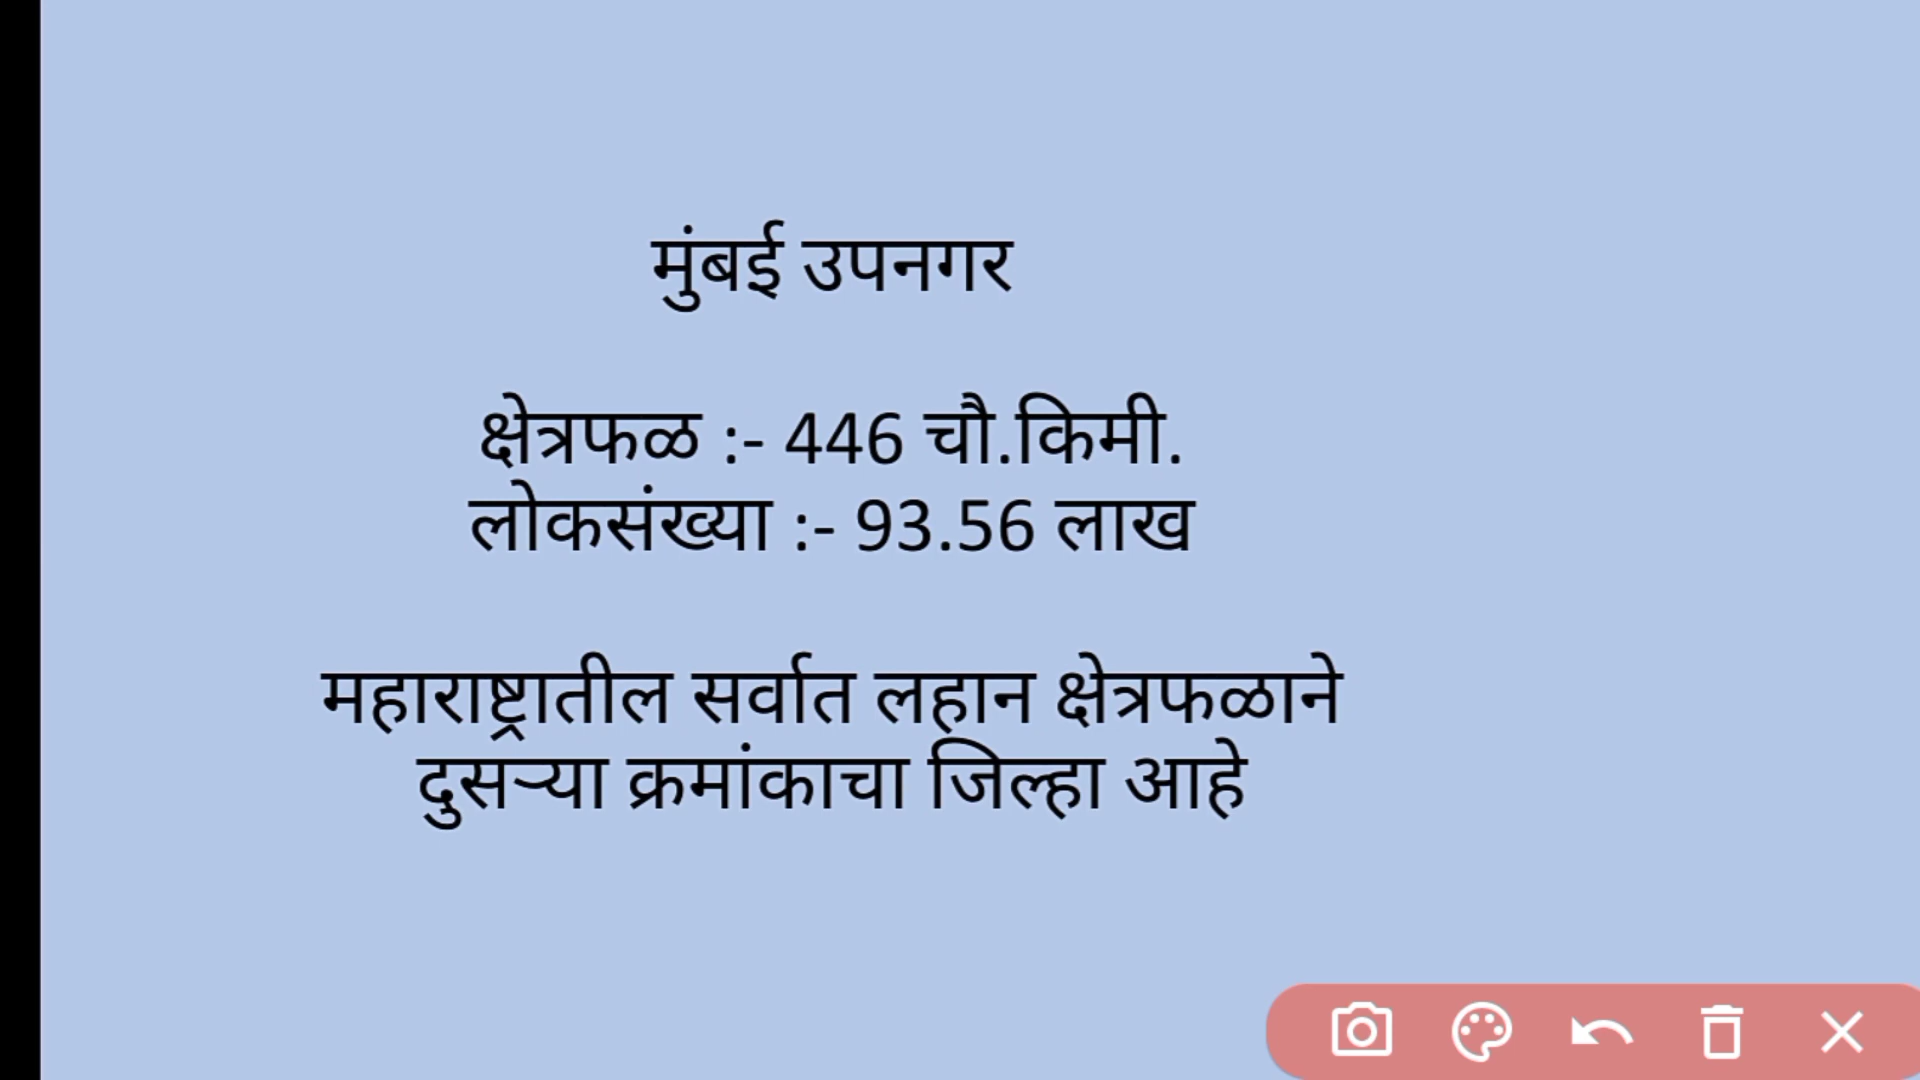 मुंबई उपनगर
क्षेत्रफळ :- 446 चौ.किमी.
लोकसंख्या :- 93.56 लाख
महाराष्ट्रातील सर्वात लहान क्षेत्रफळाने
दुसऱ्या क्रमांकाचा जिल्हा आहे